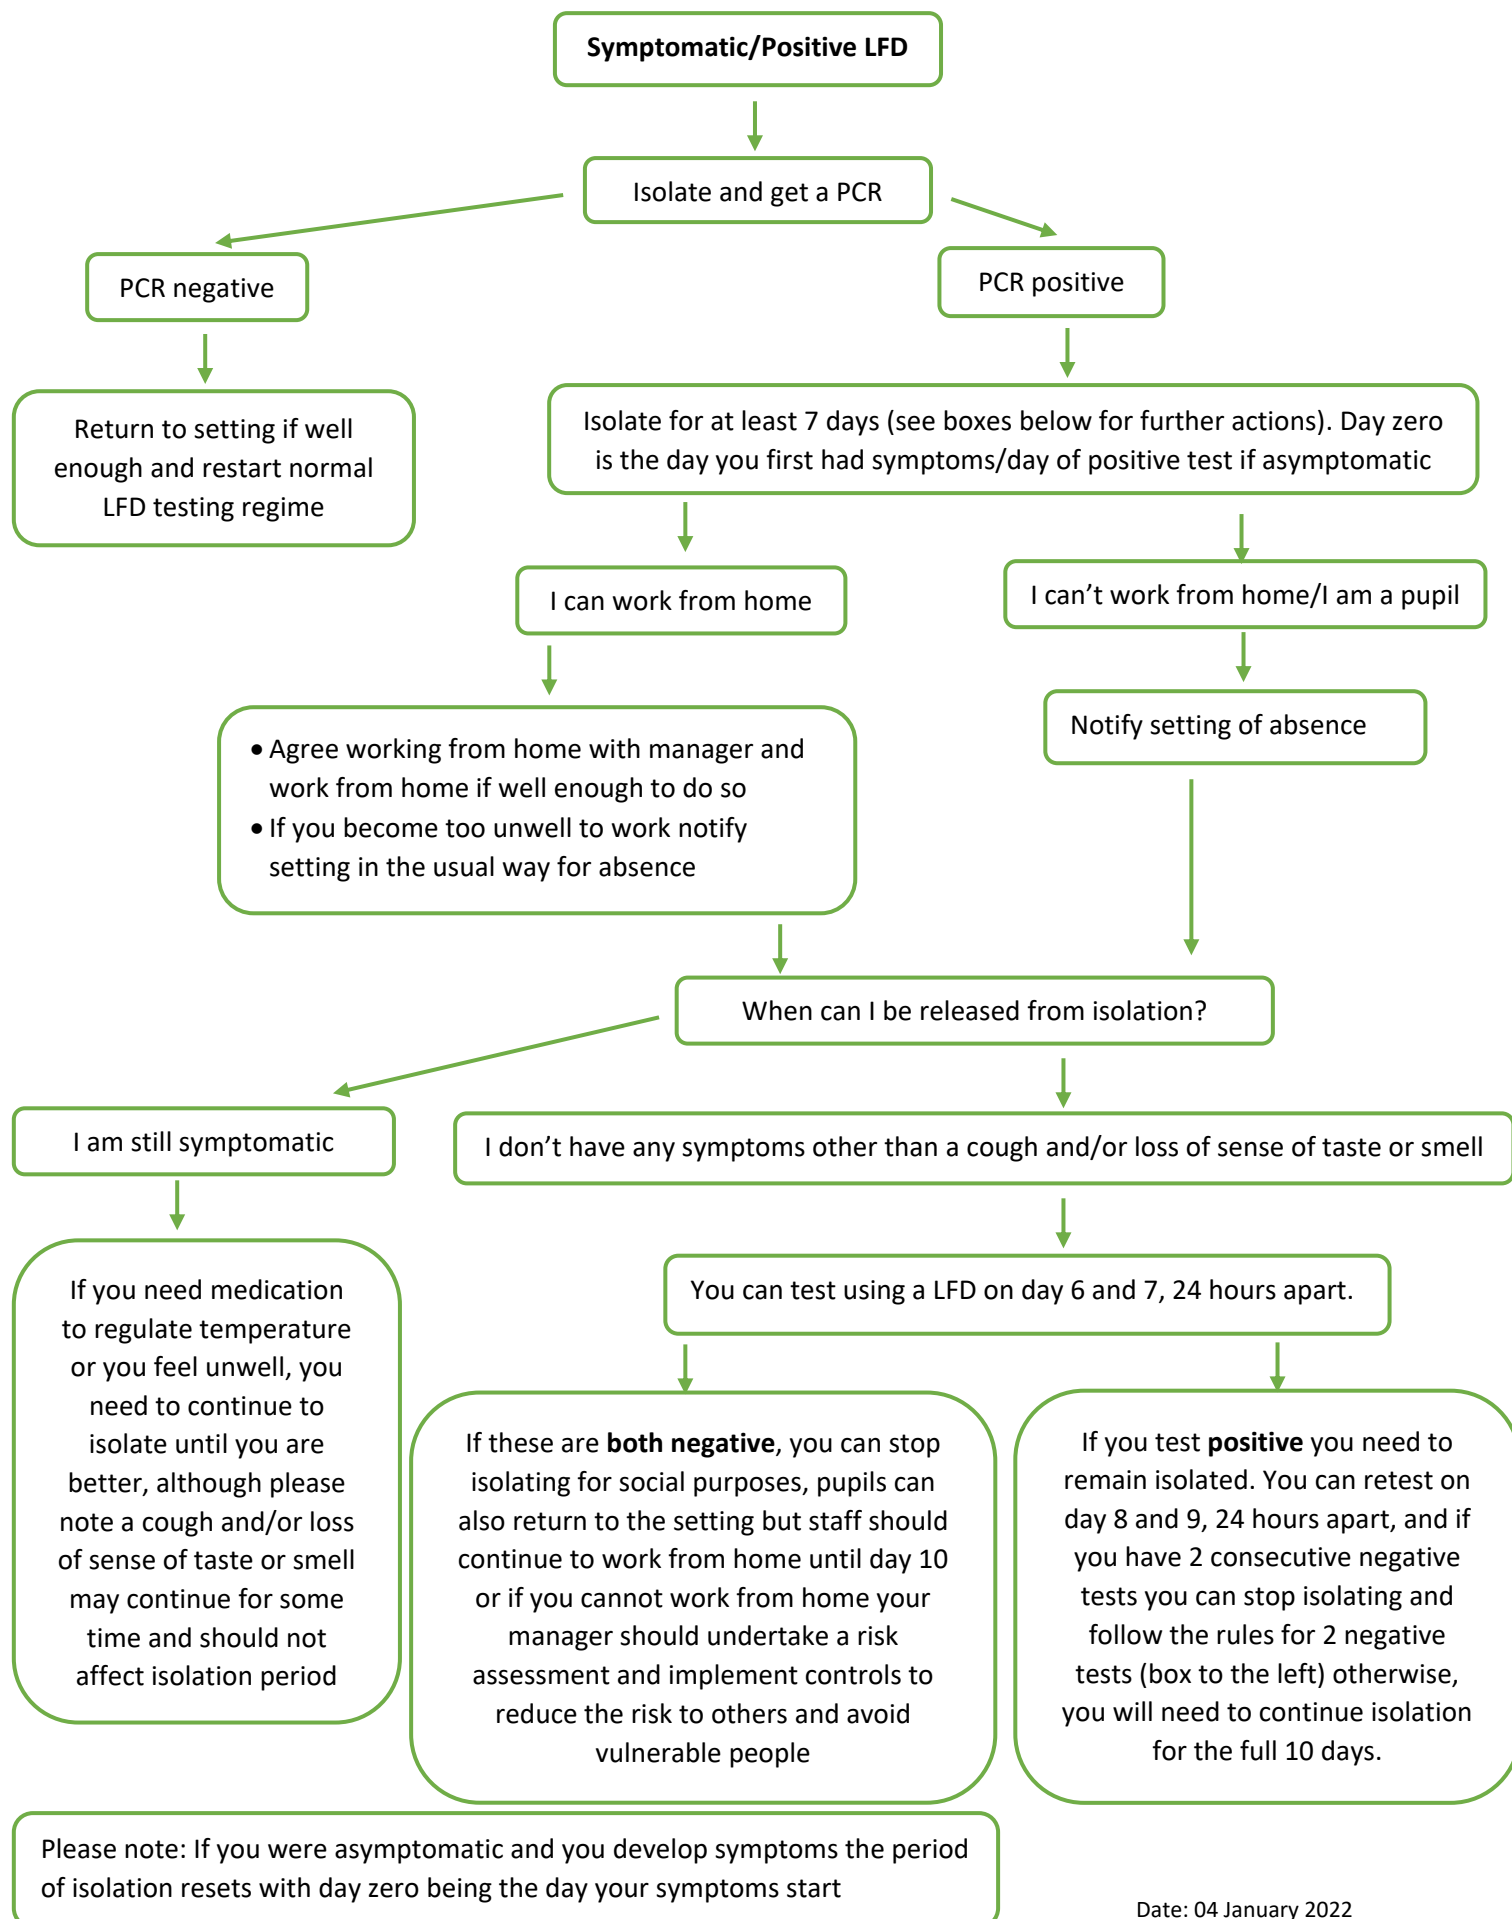 Symptomatic/Positive LFD
Isolate and get a PCR
PCR negative
PCR positive
Return to setting if well
enough and restart normal
LFD testing regime
Isolate for at least 7 days (see boxes below for further actions). Day zero
is the day you first had symptoms/day of positive test if asymptomatic
I can work from home
I can’t work from home/I am a pupil
• Agree working from home with manager and
work from home if well enough to do so
• If you become too unwell to work notify
setting in the usual way for absence
Notify setting of absence
When can I be released from isolation?
I am still symptomatic
I don’t have any symptoms other than a cough and/or loss of sense of taste or smell
If you need medication
to regulate temperature
or you feel unwell, you
need to continue to
isolate until you are
better, although please
note a cough and/or loss
of sense of taste or smell
may continue for some
time and should not
affect isolation period
You can test using a LFD on day 6 and 7, 24 hours apart.
If these are both negative, you can stop
isolating for social purposes, pupils can
also return to the setting but staff should
continue to work from home until day 10
or if you cannot work from home your
manager should undertake a risk
assessment and implement controls to
reduce the risk to others and avoid
vulnerable people
If you test positive you need to
remain isolated. You can retest on
day 8 and 9, 24 hours apart, and if
you have 2 consecutive negative
tests you can stop isolating and
follow the rules for 2 negative
tests (box to the left) otherwise,
you will need to continue isolation
for the full 10 days.
Please note: If you were asymptomatic and you develop symptoms the period
of isolation resets with day zero being the day your symptoms start
Date: 04 January 2022